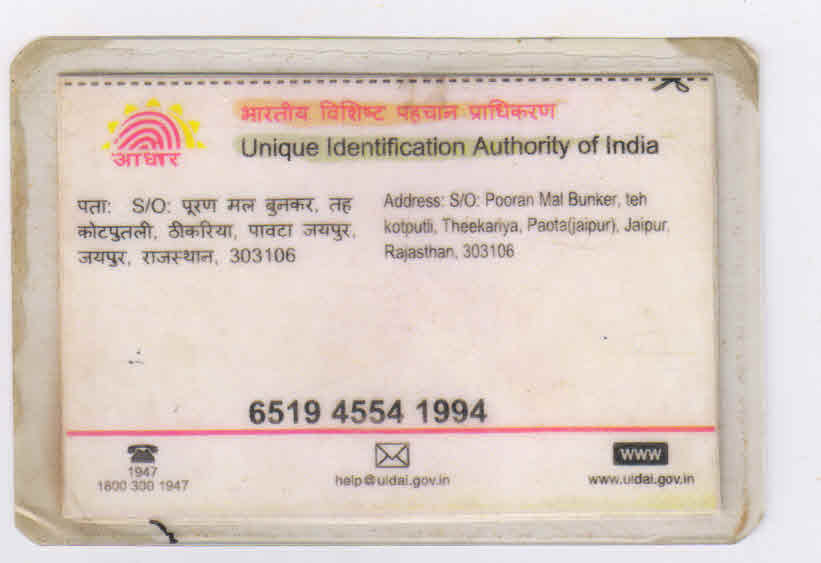 भारतीय विशिष्ट पहचान प्राधिकरण
आधार
Unique Identification Authority of India
पता: S/O: पूरण मल बुनकर, तह
कोटपुतली, ठीकरिया, पावटा जयपुर,
जयपुर, राजस्थान, 303106
Address: S/O: Pooran Mal Bunker, teh
kotputli, Theekariya, Paota(jaipur), Jaipur,
Rajasthan, 303106
6519 4554 1994
1947
1800 300 1947
help@uidai.gov.in
www
www.uidai.gov.in